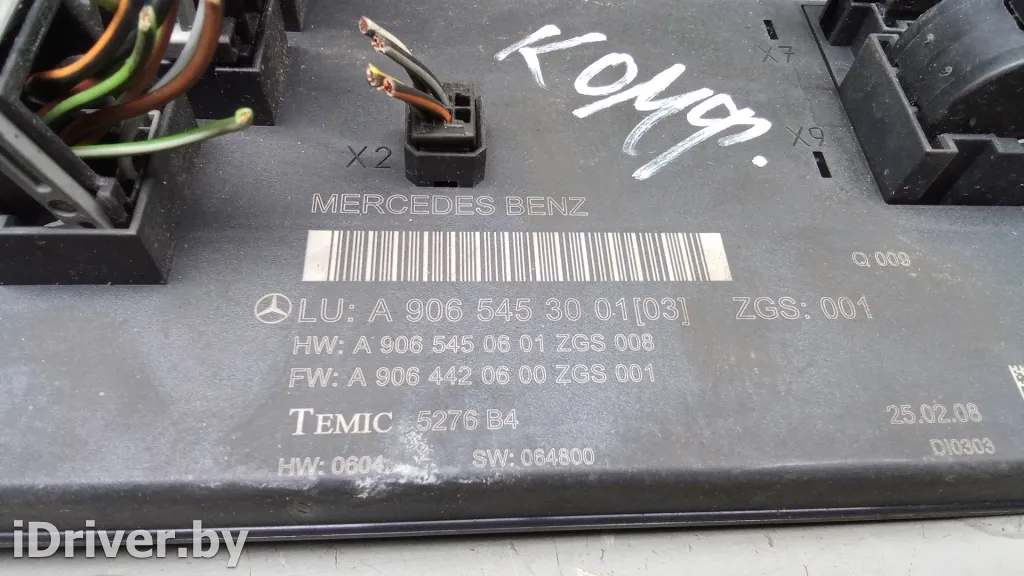 Комф.
X7
X2
X9
MERCEDES BENZ
Q 009
LU: A 906 545 30 01[03] ZGS: 001
HW: A 906 545 06 01 ZGS 008
FW: A 906 442 06 00 ZGS 001
TEMIC 5276 B4
25.02.08
HW: 0604
SW: 064800
DI0303
iDriver.by